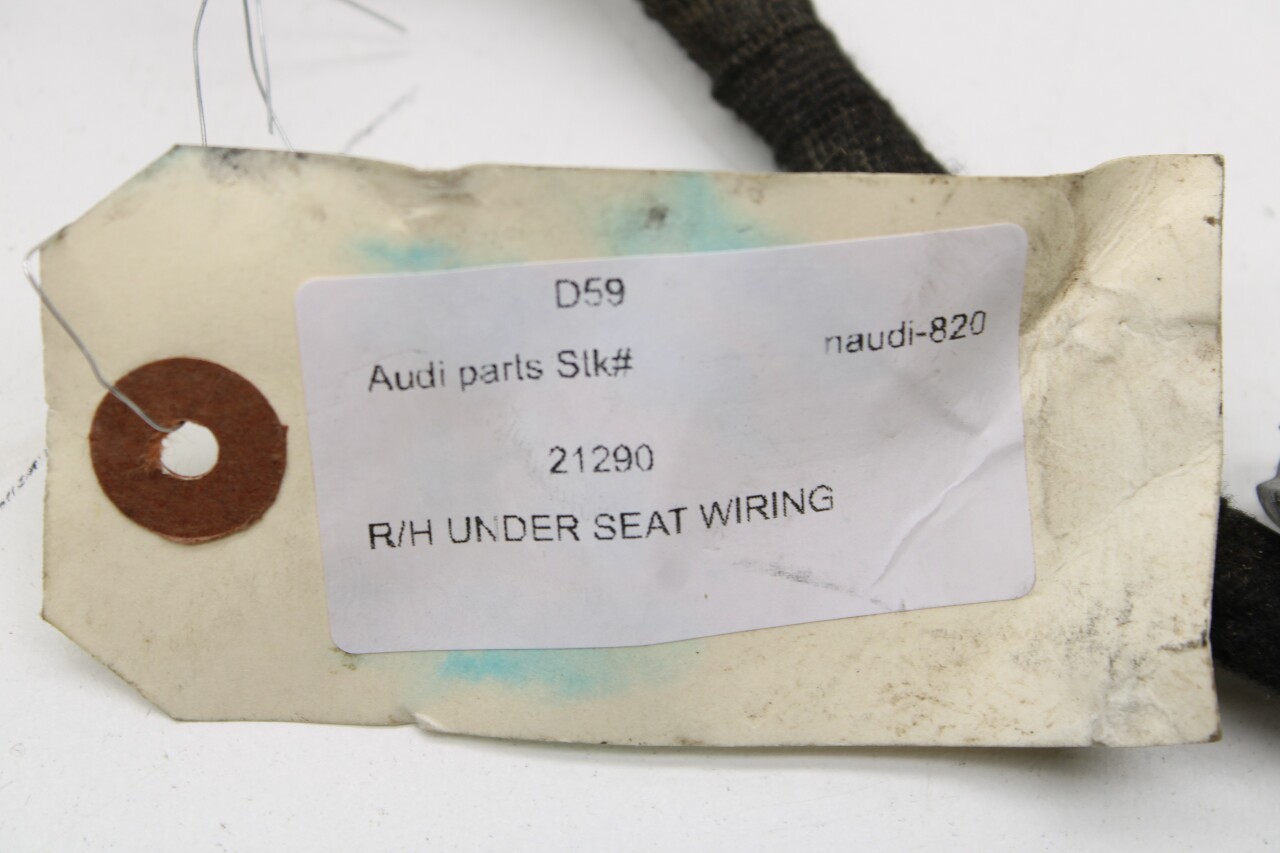 D59
Audi parts Stk# naudi-820
21290
R/H UNDER SEAT WIRING